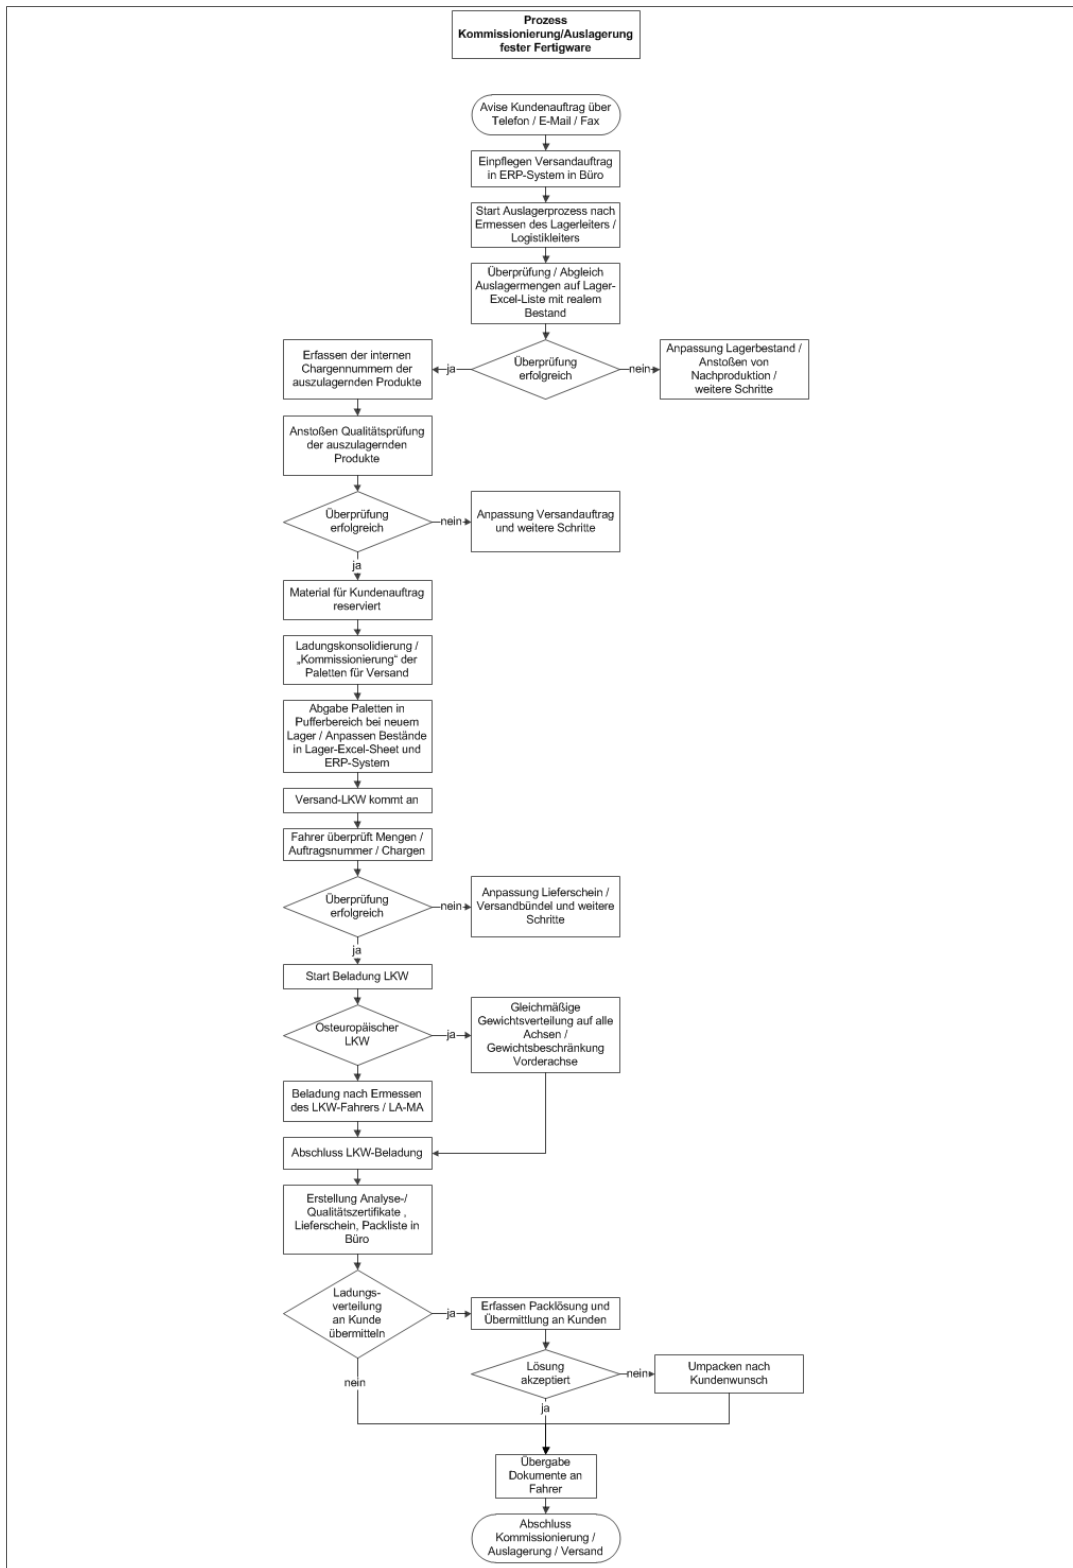 Prozess
Kommissionierung/Auslagerung
fester Fertigware
Avise Kundenauftrag über
Telefon / E-Mail / Fax
Einpflegen Versandauftrag
in ERP-System in Büro
Start Auslagerprozess nach
Ermessen des Lagerleiters /
Logistikleiters
Überprüfung / Abgleich
Auslagermengen auf Lager-
Excel-Liste mit realem
Bestand
Überprüfung
erfolgreich
ja
nein
Erfassen der internen
Chargennummern der
auszulagernden Produkte
Anpassung Lagerbestand /
Anstoßen von
Nachproduktion /
weitere Schritte
Anstoßen Qualitätsprüfung
der auszulagernden
Produkte
Überprüfung
erfolgreich
nein
Anpassung Versandauftrag
und weitere Schritte
ja
Material für Kundenauftrag
reserviert
Ladungskonsolidierung /
„Kommissionierung“ der
Paletten für Versand
Abgabe Paletten in
Pufferbereich bei neuem
Lager / Anpassen Bestände
in Lager-Excel-Sheet und
ERP-System
Versand-LKW kommt an
Fahrer überprüft Mengen /
Auftragsnummer / Chargen
Überprüfung
erfolgreich
nein
Anpassung Lieferschein /
Versandbündel und weitere
Schritte
ja
Start Beladung LKW
Osteuropäischer
LKW
ja
Gleichmäßige
Gewichtsverteilung auf alle
Achsen /
Gewichtsbeschränkung
Vorderachse
Beladung nach Ermessen
des LKW-Fahrers / LA-MA
Abschluss LKW-Beladung
Erstellung Analyse-/
Qualitätszertifikate ,
Lieferschein, Packliste in
Büro
Ladungs-
verteilung
an Kunde
übermitteln
ja
Erfassen Packlösung und
Übermittlung an Kunden
Lösung
akzeptiert
nein
Umpacken nach
Kundenwunsch
nein
ja
Übergabe
Dokumente an
Fahrer
Abschluss
Kommissionierung /
Auslagerung / Versand